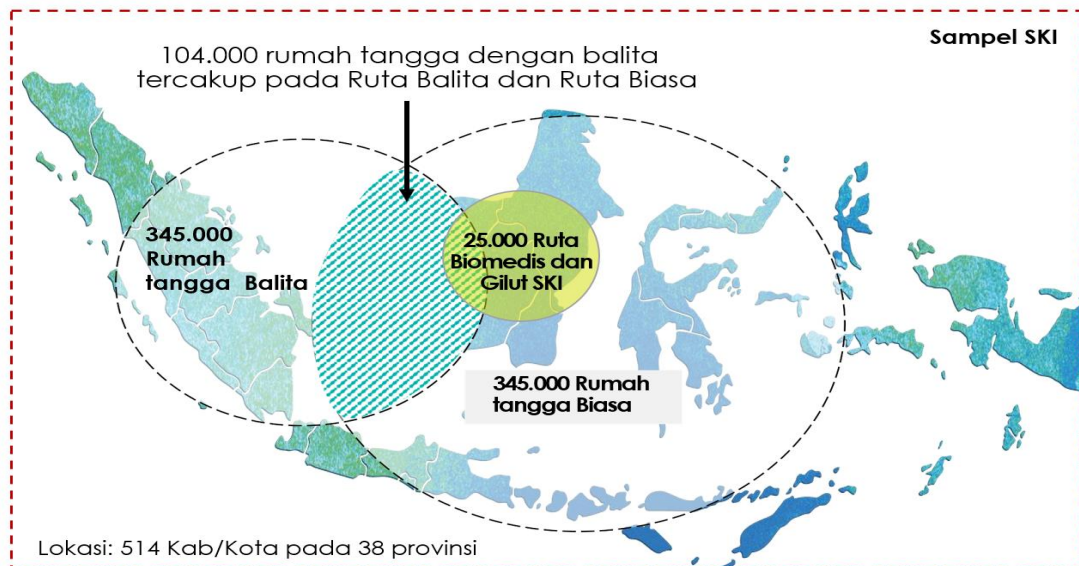 Sampel SKI
104.000 rumah tangga dengan balita
tercakup pada Ruta Balita dan Ruta Biasa
345.000
Rumah
tangga Balita
25.000 Ruta
Biomedis dan
Gilut SKI
345.000 Rumah
tangga Biasa
Lokasi: 514 Kab/Kota pada 38 provinsi